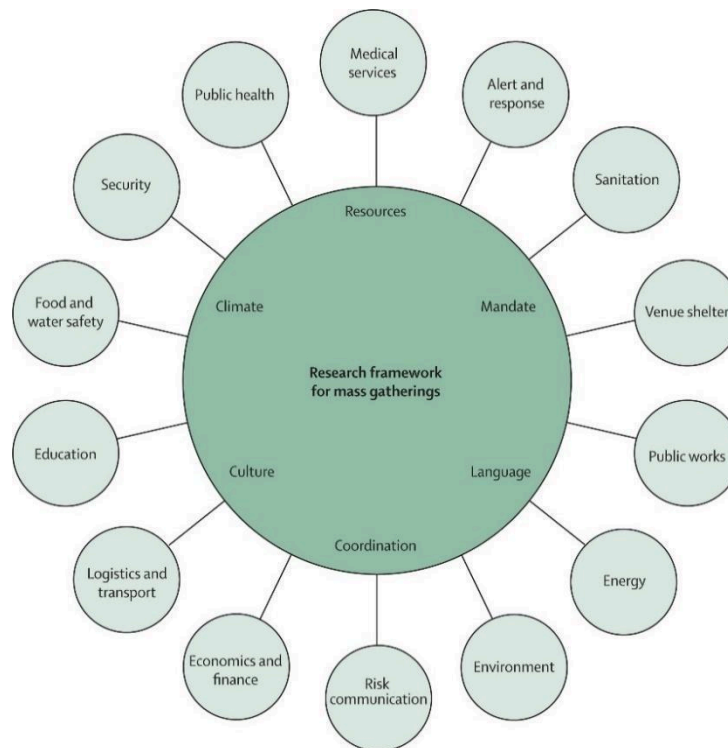 Medical
services
Alert and
response
Public health
Sanitation
Security
Resources
Food and
water safety
Climate
Mandate
Venue shelter
Research framework
for mass gatherings
Education
Culture
Language
Public works
Coordination
Logistics and
transport
Energy
Economics and
finance
Risk
communication
Environment